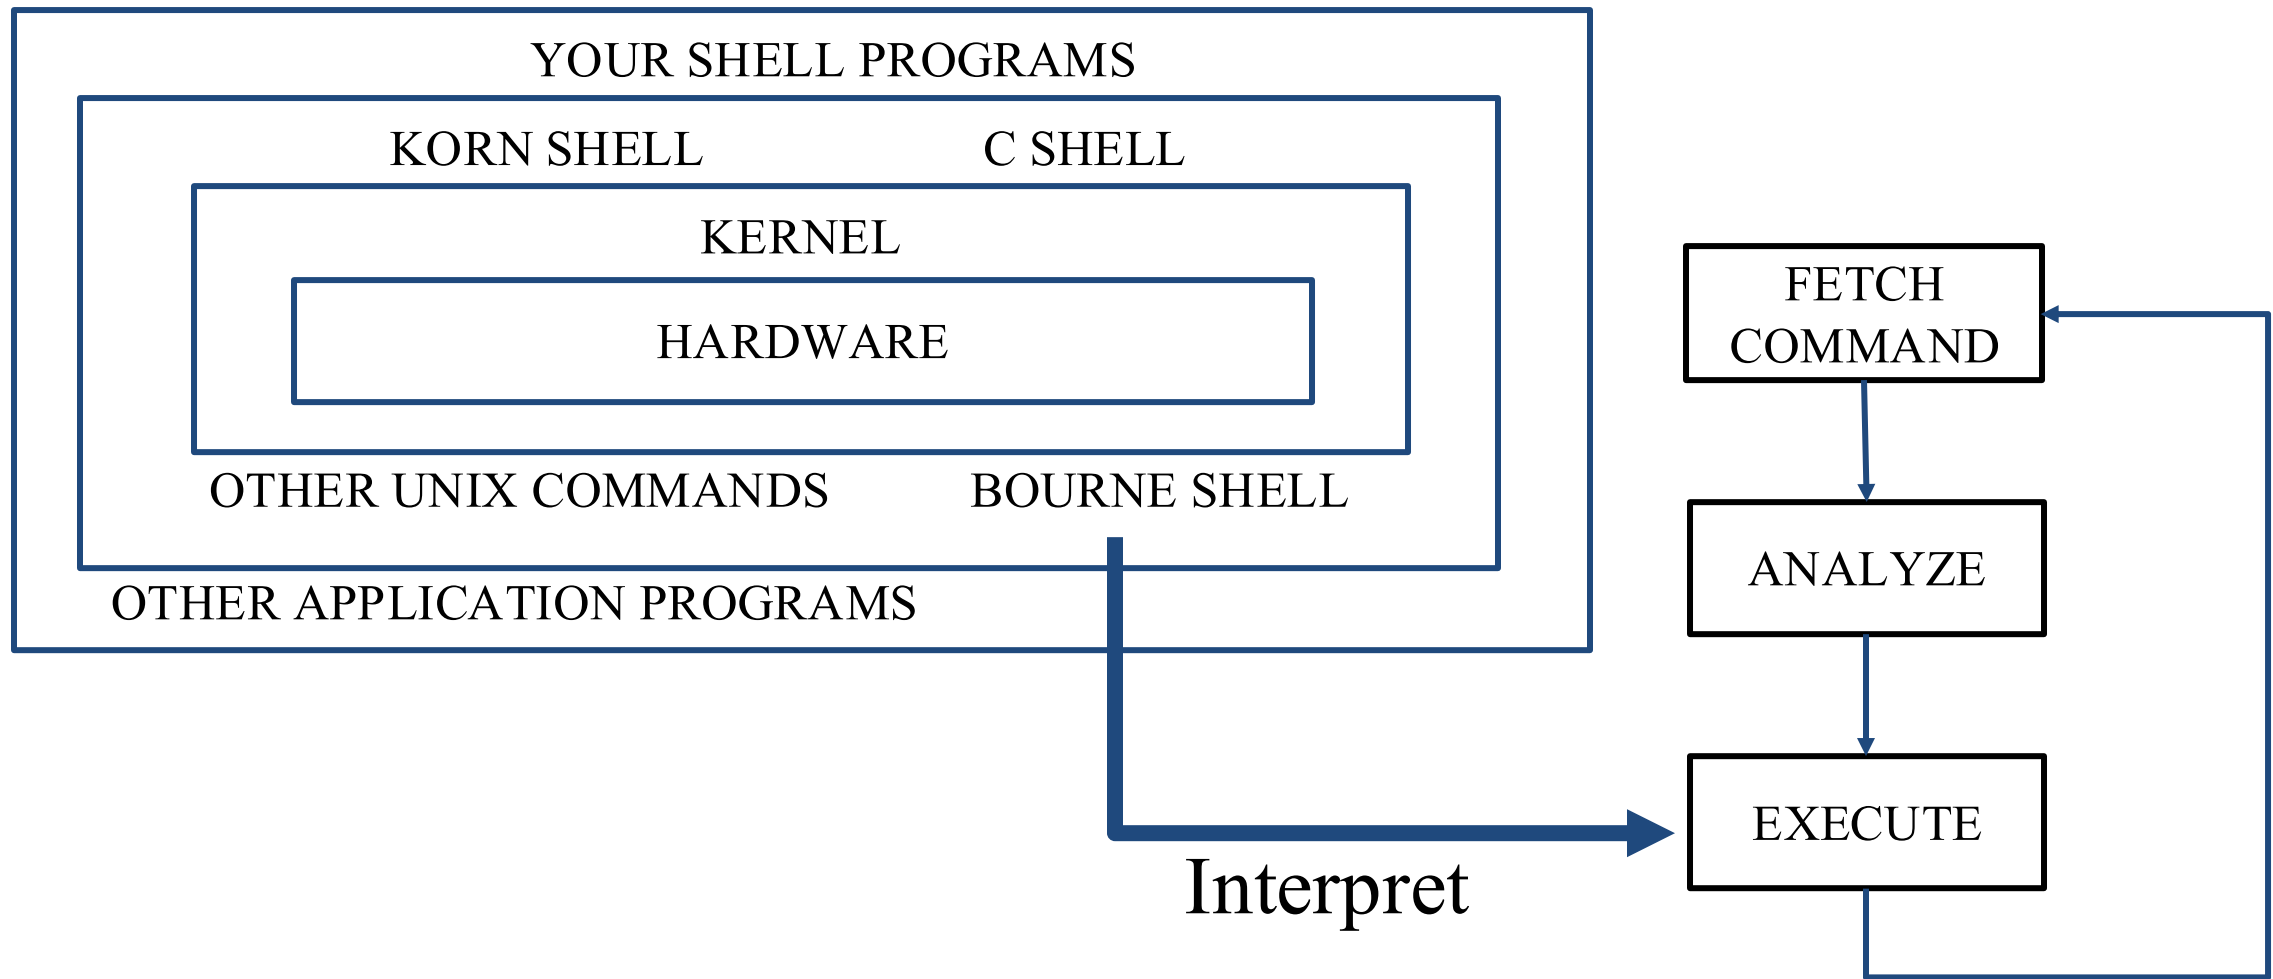 YOUR SHELL PROGRAMS
KORN SHELL
C SHELL
KERNEL
HARDWARE
OTHER UNIX COMMANDS
BOURNE SHELL
OTHER APPLICATION PROGRAMS
Interpret
FETCH
COMMAND
ANALYZE
EXECUTE